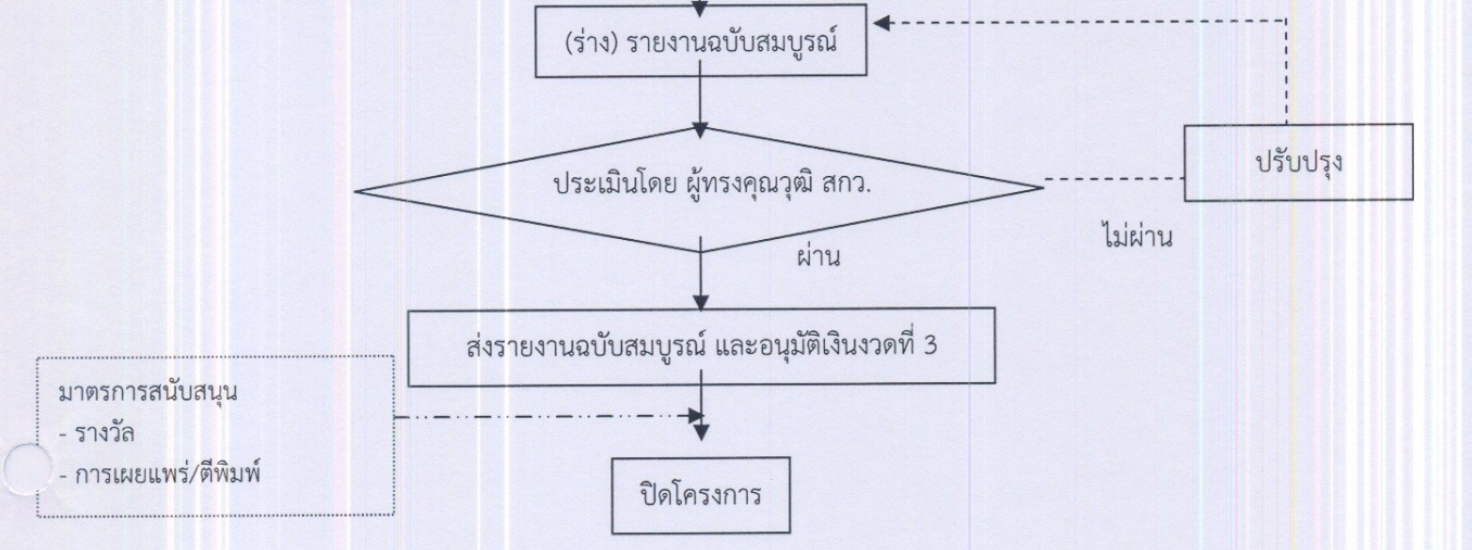 (ร่าง) รายงานฉบับสมบูรณ์
ประเมินโดย ผู้ทรงคุณวุฒิ สกว.
ปรับปรุง
ไม่ผ่าน
ผ่าน
ส่งรายงานฉบับสมบูรณ์ และอนุมัติเงินงวดที่ 3
มาตรการสนับสนุน
- รางวัล
- การเผยแพร่/ตีพิมพ์
ปิดโครงการ